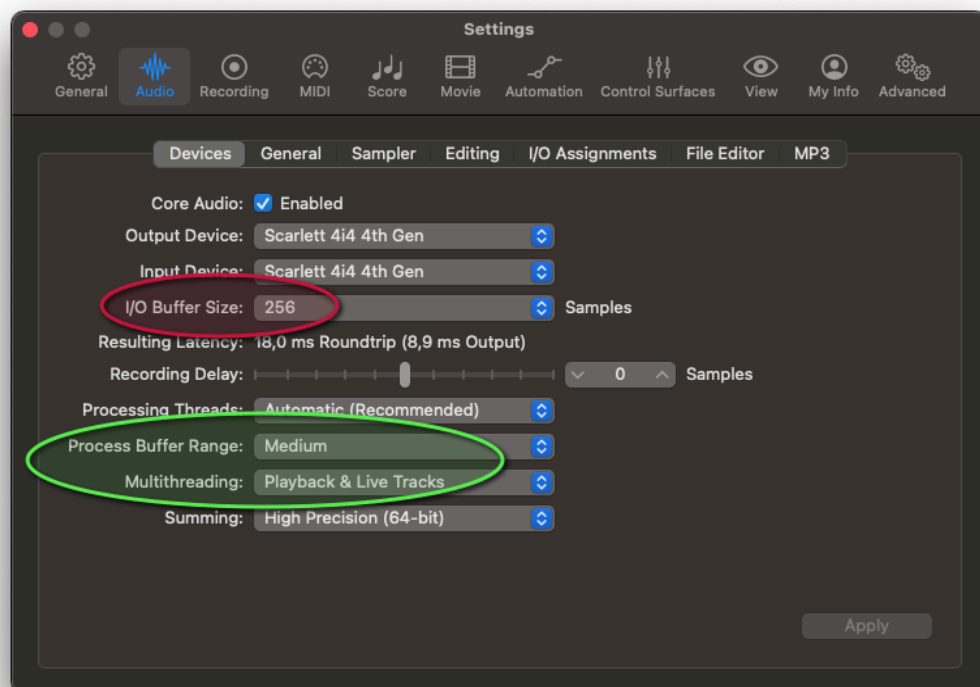 Settings
General Audio Recording MIDI Score Movie Automation Control Surfaces View My Info Advanced
Devices General Sampler Editing I/O Assignments File Editor MP3
Core Audio: Enabled
Output Device: Scarlett 4i4 4th Gen
Input Device: Scarlett 4i4 4th Gen
I/O Buffer Size: 256 Samples
Resulting Latency: 18,0 ms Roundtrip (8,9 ms Output)
Recording Delay: 0 Samples
Processing Threads: Automatic (Recommended)
Process Buffer Range: Medium
Multithreading: Playback & Live Tracks
Summing: High Precision (64-bit)
Apply